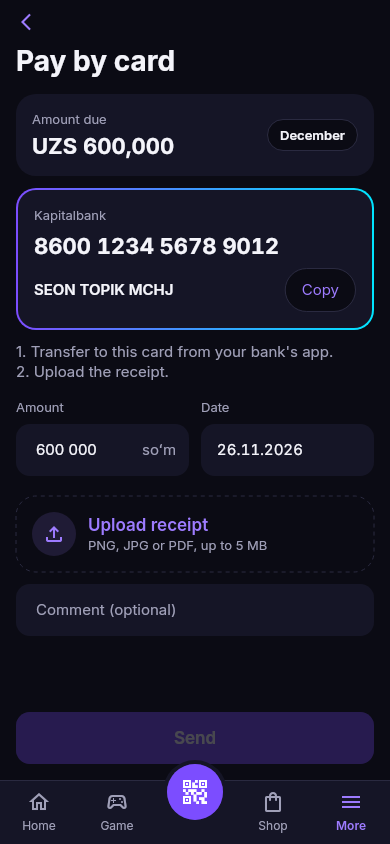 Pay by card
Amount due
UZS 600,000
December
Kapitalbank
8600 1234 5678 9012
SEON TOPIK MCHJ
Copy
1. Transfer to this card from your bank's app.
2. Upload the receipt.
Amount
Date
600 000
soʻm
26.11.2026
Upload receipt
PNG, JPG or PDF, up to 5 MB
Comment (optional)
Send
Home
Game
Shop
More